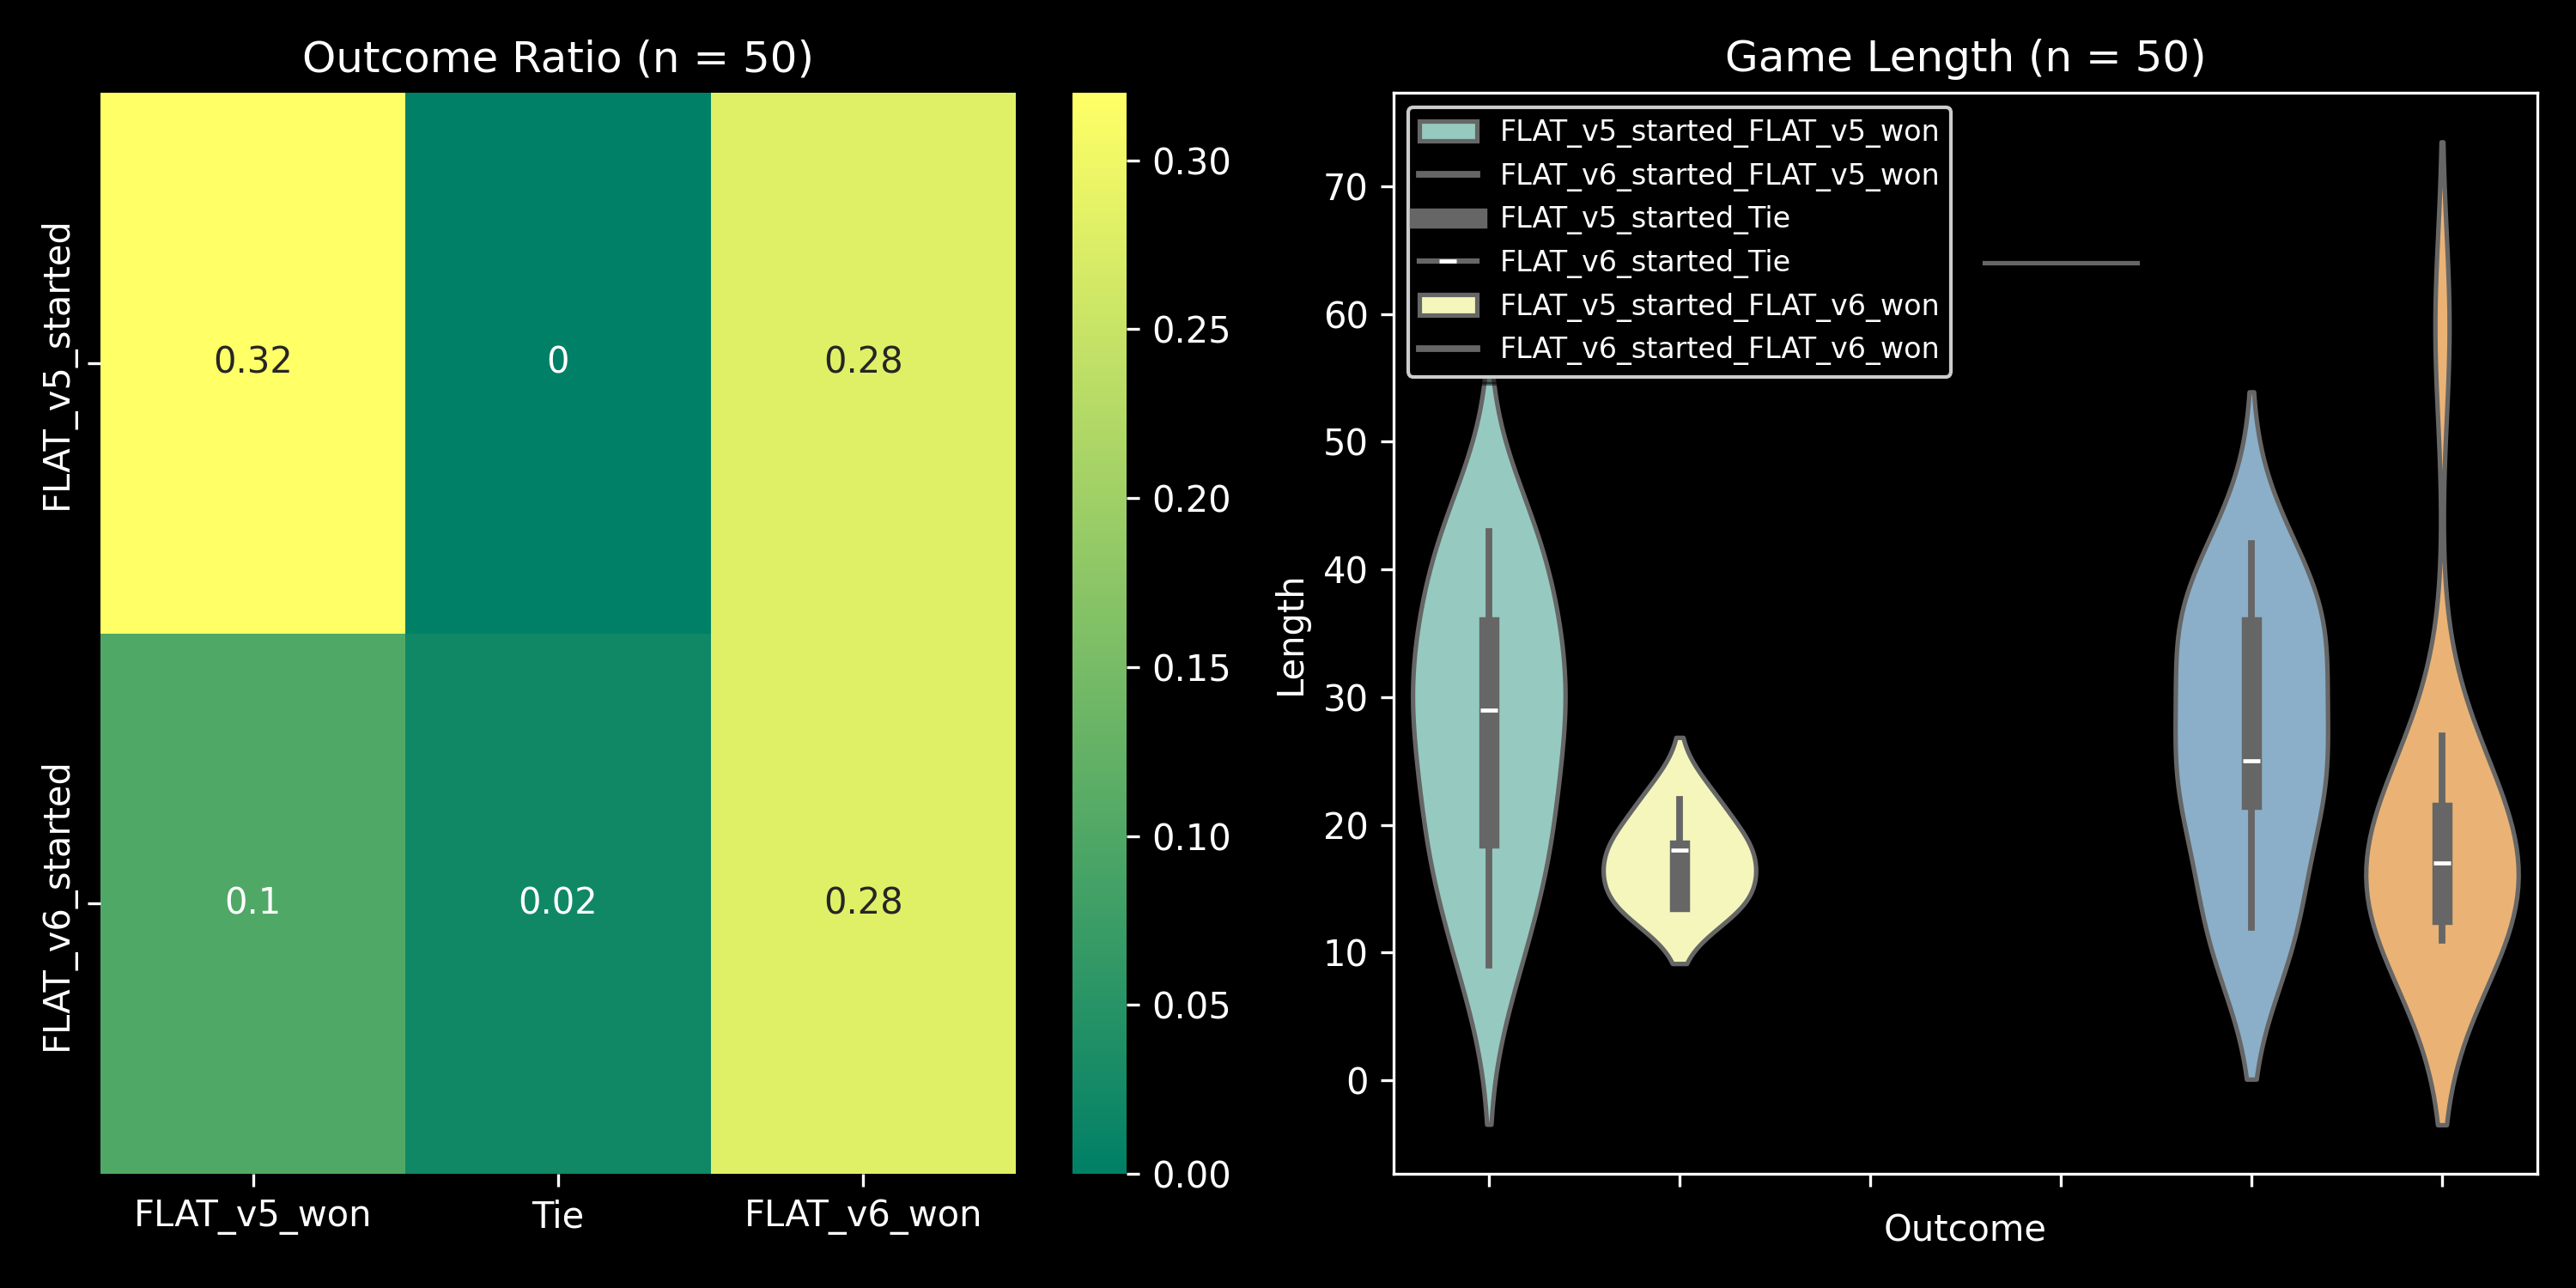 Outcome Ratio (n = 50)
FLAT_v5_started
FLAT_v6_started
0.32
0
0.28
0.1
0.02
0.28
FLAT_v5_won
Tie
FLAT_v6_won
0.30
0.25
0.20
0.15
0.10
0.05
0.00
Game Length (n = 50)
Length
70
60
50
40
30
20
10
0
FLAT_v5_started_FLAT_v5_won
FLAT_v6_started_FLAT_v5_won
FLAT_v5_started_Tie
FLAT_v6_started_Tie
FLAT_v5_started_FLAT_v6_won
FLAT_v6_started_FLAT_v6_won
Outcome